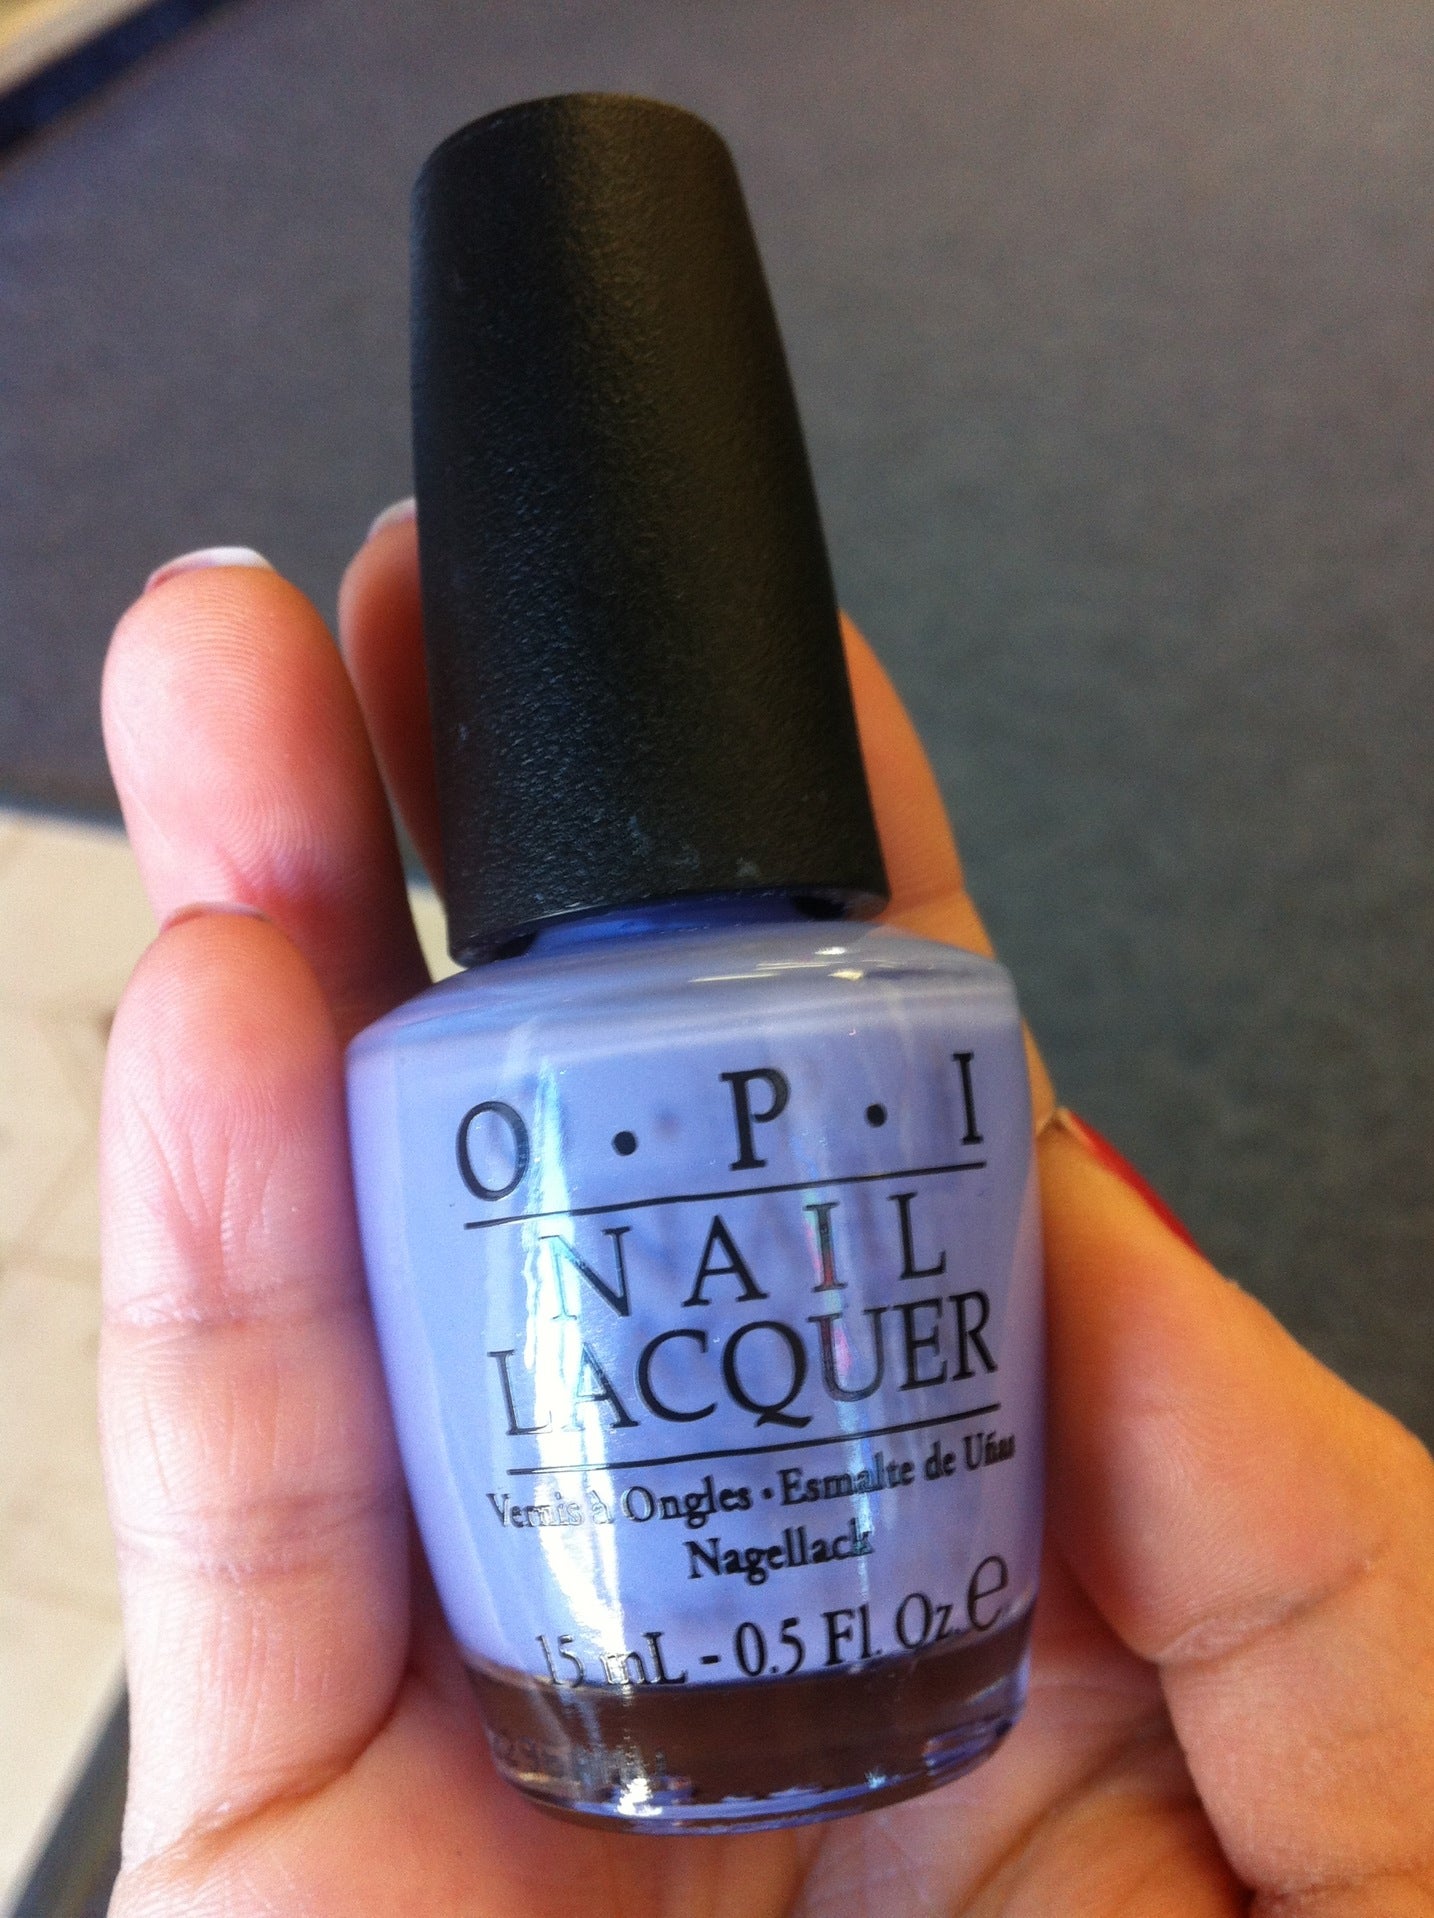 O·P·I
NAIL
LACQUER
Vernis à Ongles · Esmalte de Uñas
Nagellack
15 mL - 0.5 Fl. Oz. e